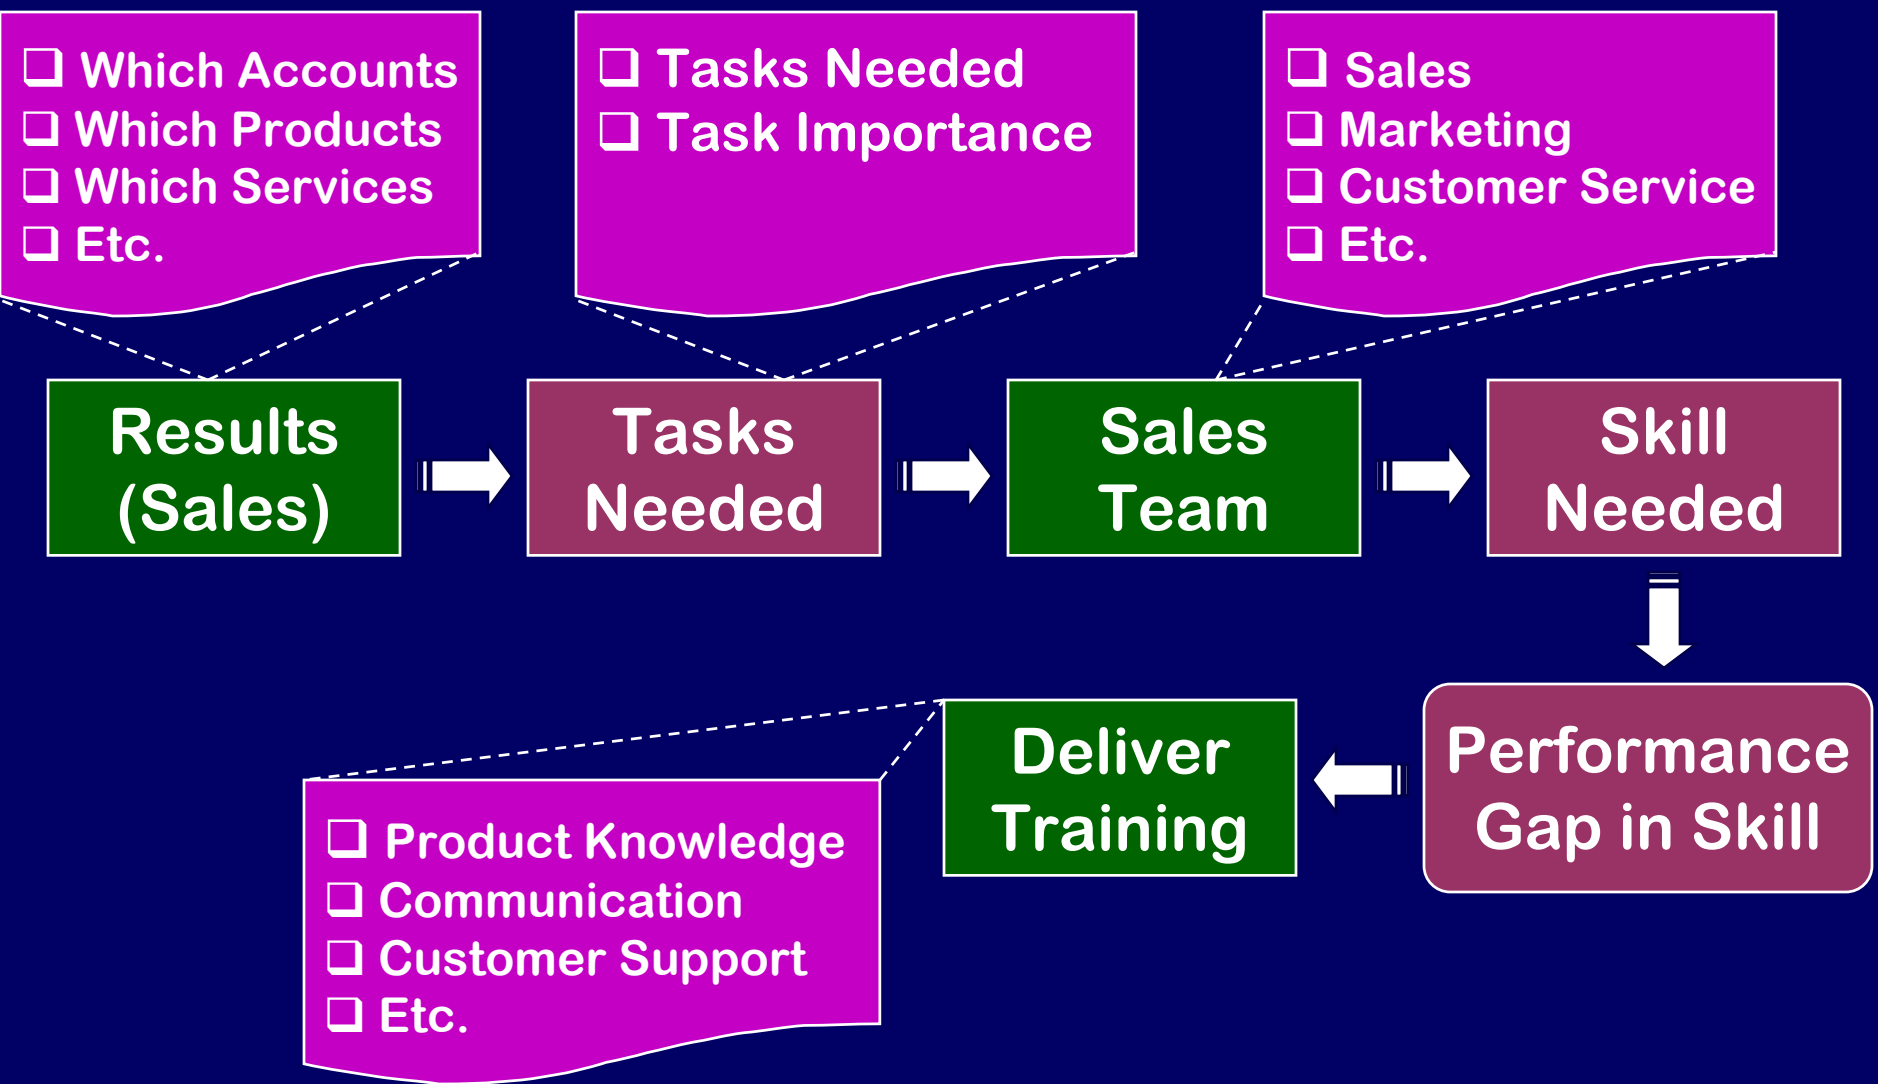 ❑ Which Accounts
❑ Which Products
❑ Which Services
❑ Etc.
❑ Tasks Needed
❑ Task Importance
❑ Sales
❑ Marketing
❑ Customer Service
❑ Etc.
Results
(Sales)
Tasks
Needed
Sales
Team
Skill
Needed
Performance
Gap in Skill
Deliver
Training
❑ Product Knowledge
❑ Communication
❑ Customer Support
❑ Etc.